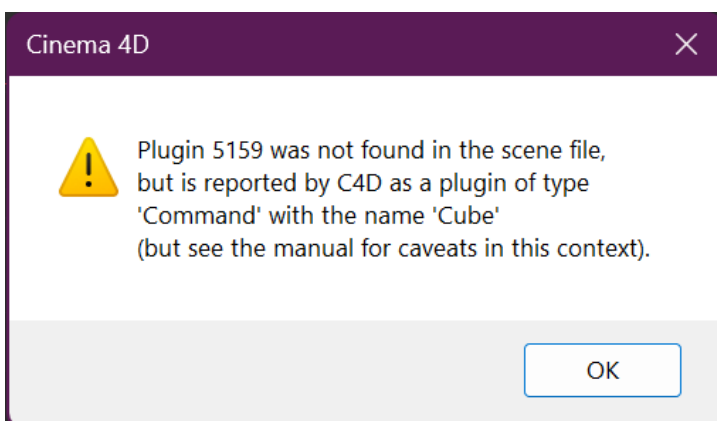 Cinema 4D
Plugin 5159 was not found in the scene file,
but is reported by C4D as a plugin of type
'Command' with the name 'Cube'
(but see the manual for caveats in this context).
OK